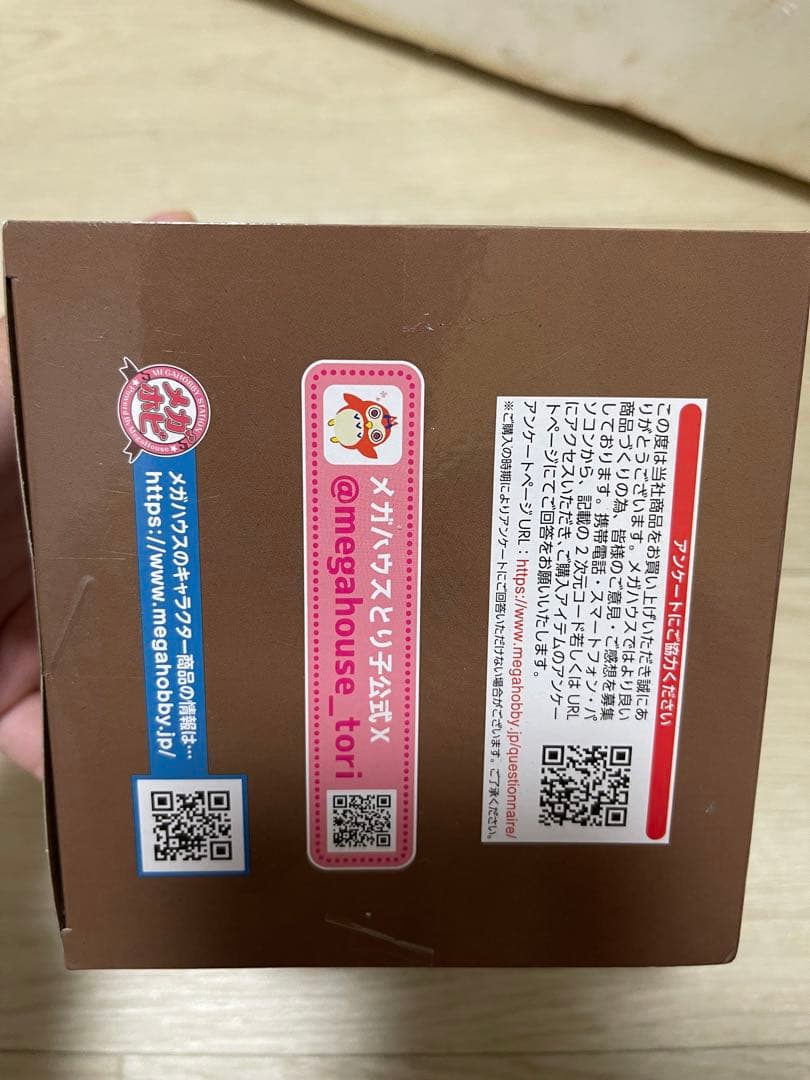 アンケートにご協力ください
この度は当社商品をお買い上げいただき誠にあ
りがとうございます。メガハウスではより良い
商品づくりの為、皆様のご意見・ご感想を募集
しております。携帯電話・スマートフォン・パ
ソコンから、記載の2次元コード若しくはURL
にアクセスいただき、ご購入アイテムのアンケー
トページにてご回答をお願いいたします。
アンケートページURL：https://www.megahobby.jp/questionnaire/
※ご購入の時期によりアンケートにご回答いただけない場合がございます。ご了承ください。
メガハウスとり子公式X
@megahouse_tori
MEGAHOBBY STATION
メガホビ
Powered by MegaHouse
メガハウスのキャラクター商品の情報は…
https://www.megahobby.jp/